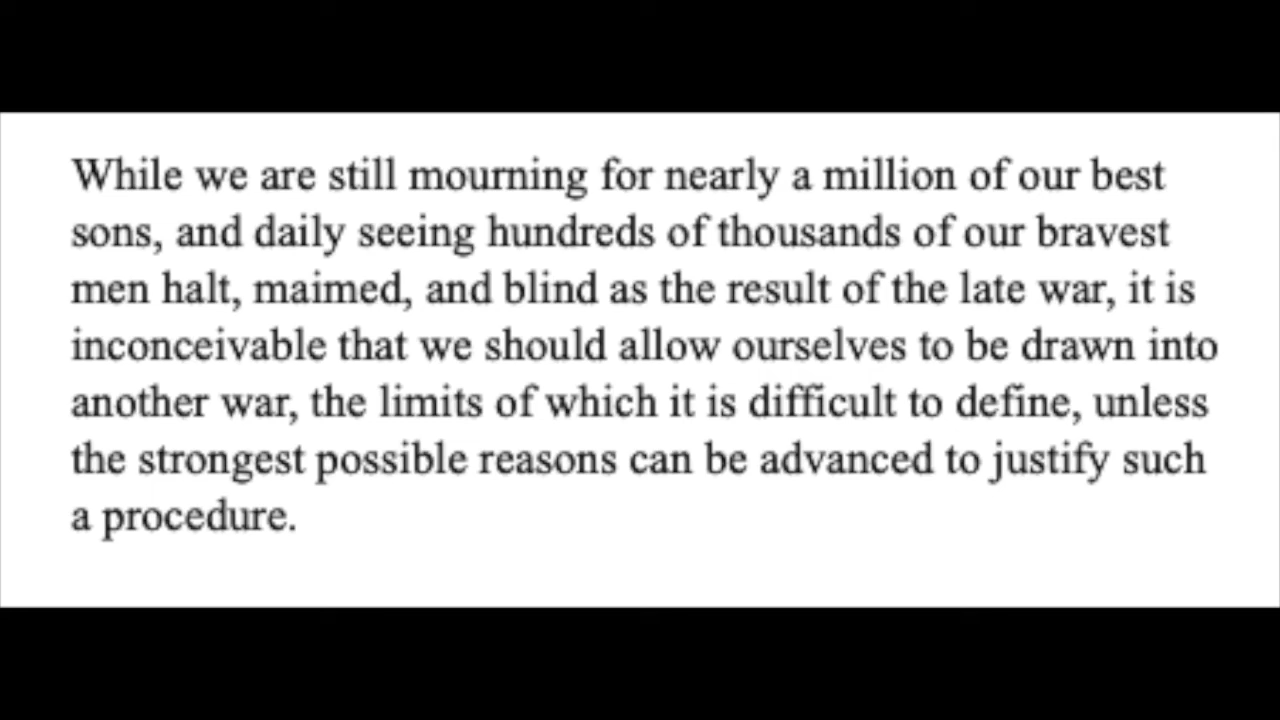 While we are still mourning for nearly a million of our best
sons, and daily seeing hundreds of thousands of our bravest
men halt, maimed, and blind as the result of the late war, it is
inconceivable that we should allow ourselves to be drawn into
another war, the limits of which it is difficult to define, unless
the strongest possible reasons can be advanced to justify such
a procedure.